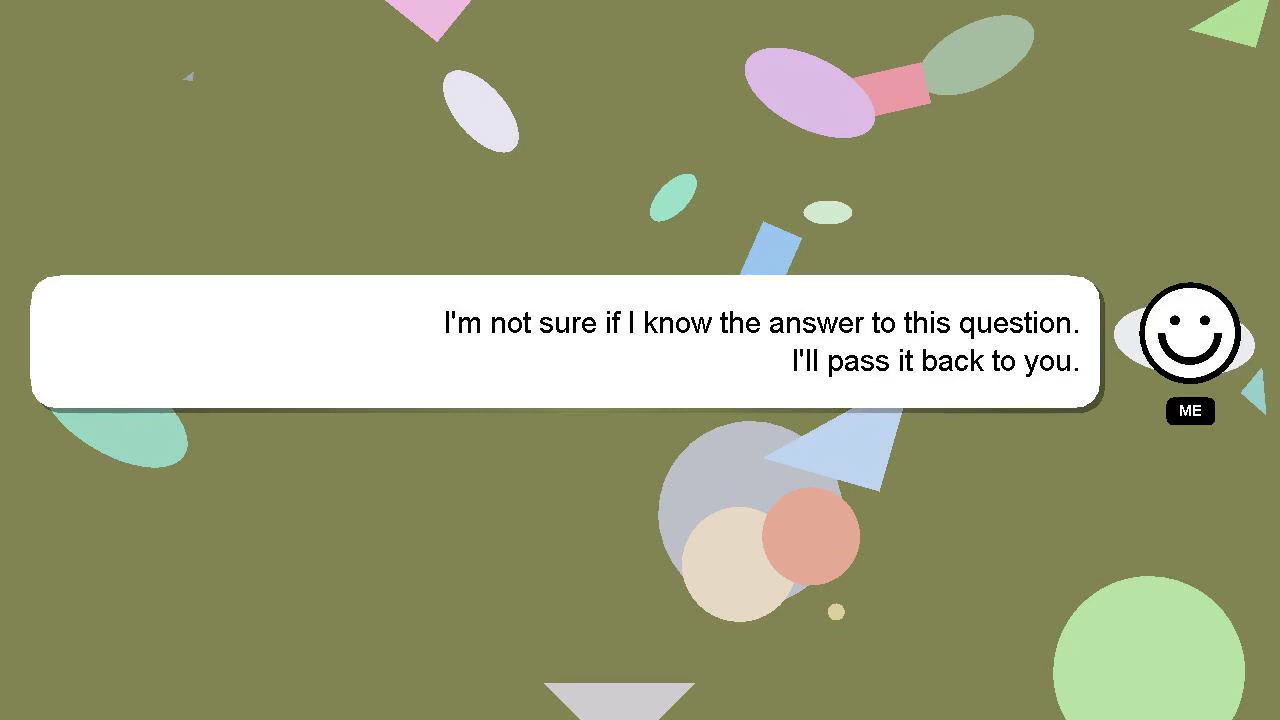 I'm not sure if I know the answer to this question.
I'll pass it back to you.
ME